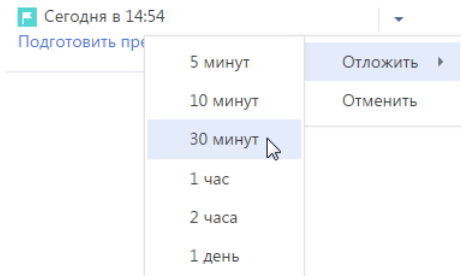 Сегодня в 14:54
Подготовить пре
5 минут
10 минут
30 минут
1 час
2 часа
1 день
Отложить
Отменить